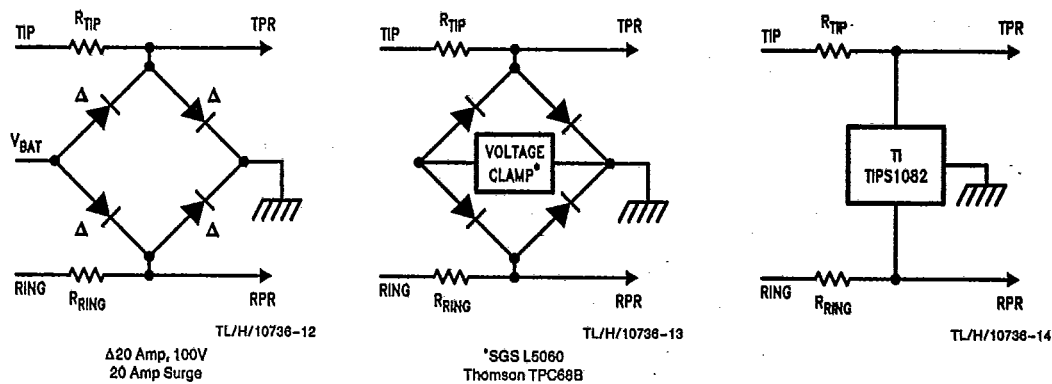 TIP R_TIP TPR
Δ Δ
V_BAT
Δ Δ
RING R_RING RPR
TL/H/10736-12
Δ20 Amp, 100V
20 Amp Surge
TIP R_TIP TPR
VOLTAGE
CLAMP*
RING R_RING RPR
TL/H/10736-13
*SGS L5060
Thomson TPC68B
TIP R_TIP TPR
TI
TIPS1082
RING R_RING RPR
TL/H/10736-14